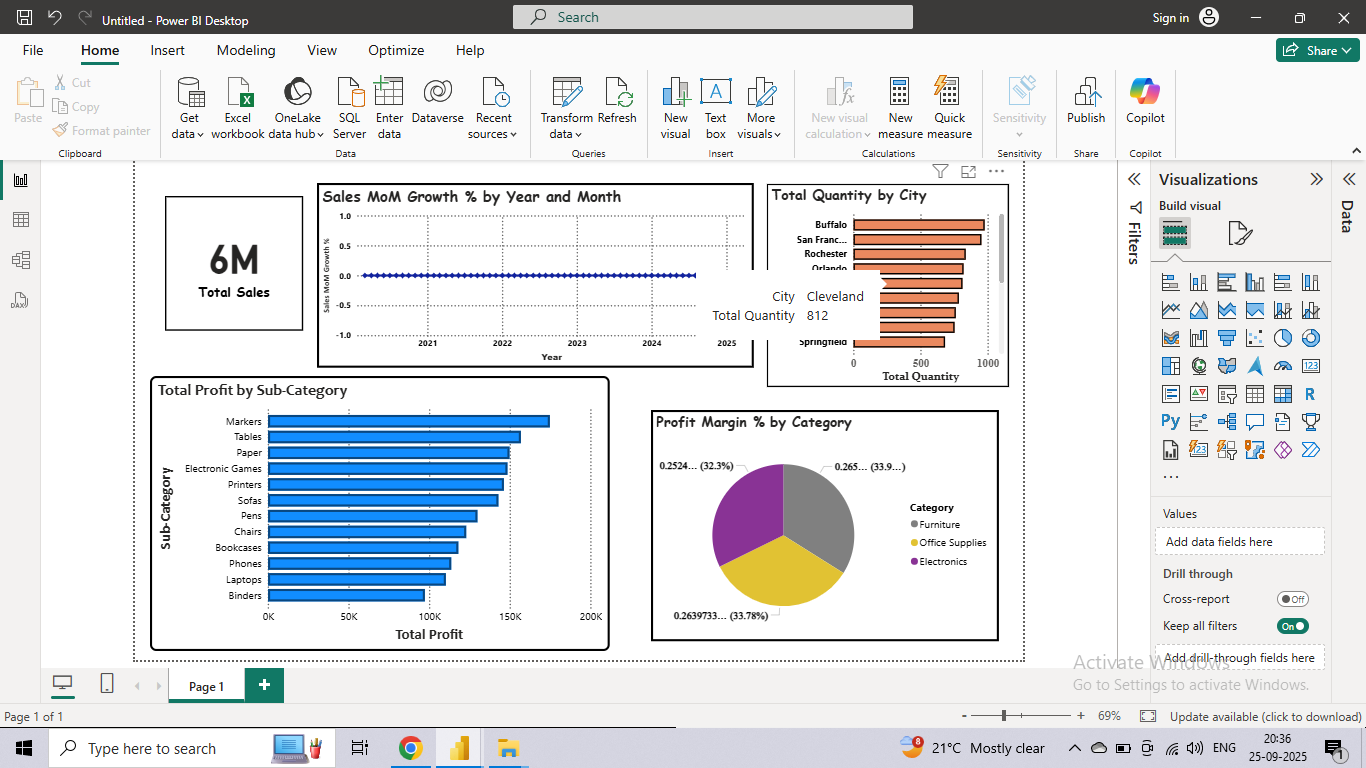 Untitled - Power BI Desktop
Search
Sign in
File Home Insert Modeling View Optimize Help
Share
Paste
Cut
Copy
Format painter
Get data
Excel workbook
OneLake data hub
SQL Server
Enter data
Dataverse
Recent sources
Transform data
Refresh
New visual
Text box
More visuals
New visual calculation
New measure
Quick measure
Sensitivity
Publish
Copilot
Clipboard Data Queries Insert Calculations Sensitivity Share Copilot
6M
Total Sales
Sales MoM Growth % by Year and Month
Sales MoM Growth %
1.0
0.5
0.0
-0.5
-1.0
2021 2022 2023 2024 2025
Year
Total Quantity by City
Buffalo
San Franc...
Rochester
Orlando
City Cleveland
Total Quantity 812
Springfield
0 500 1000
Total Quantity
Total Profit by Sub-Category
Sub-Category
Markers
Tables
Paper
Electronic Games
Printers
Sofas
Pens
Chairs
Bookcases
Phones
Laptops
Binders
0K 50K 100K 150K 200K
Total Profit
Profit Margin % by Category
0.2524... (32.3%)
0.265... (33.9...)
0.2639733... (33.78%)
Category
Furniture
Office Supplies
Electronics
Filters
Visualizations
Build visual
123
R
Py
Values
Add data fields here
Drill through
Cross-report
Off
Keep all filters
On
Add drill-through fields here
Data
DAX
Activate Windows
Go to Settings to activate Windows.
Page 1
Page 1 of 1
69%
Update available (click to download)
Type here to search
8
21°C Mostly clear
ENG
20:36
25-09-2025
1